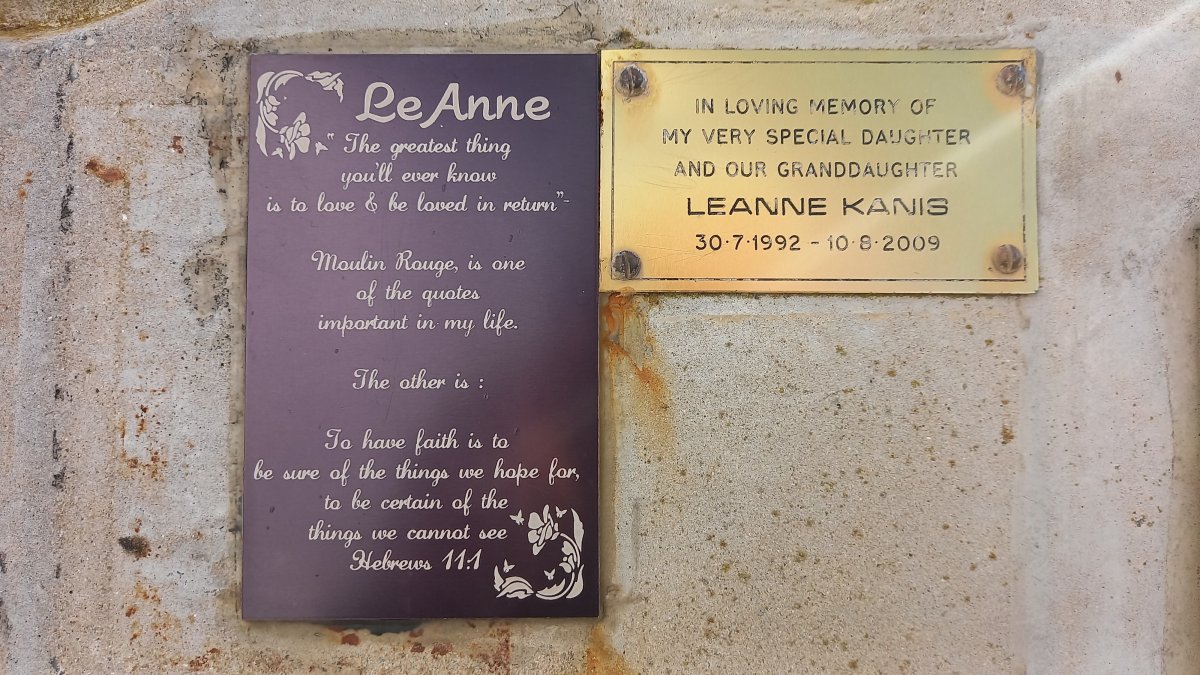 LeAnne
“The greatest thing
you'll ever know
is to love & be loved in return”-
Moulin Rouge, is one
of the quotes
important in my life.
The other is :
To have faith is to
be sure of the things we hope for,
to be certain of the
things we cannot see
Hebrews 11:1
IN LOVING MEMORY OF
MY VERY SPECIAL DAUGHTER
AND OUR GRANDDAUGHTER
LEANNE KANIS
30·7·1992 - 10·8·2009